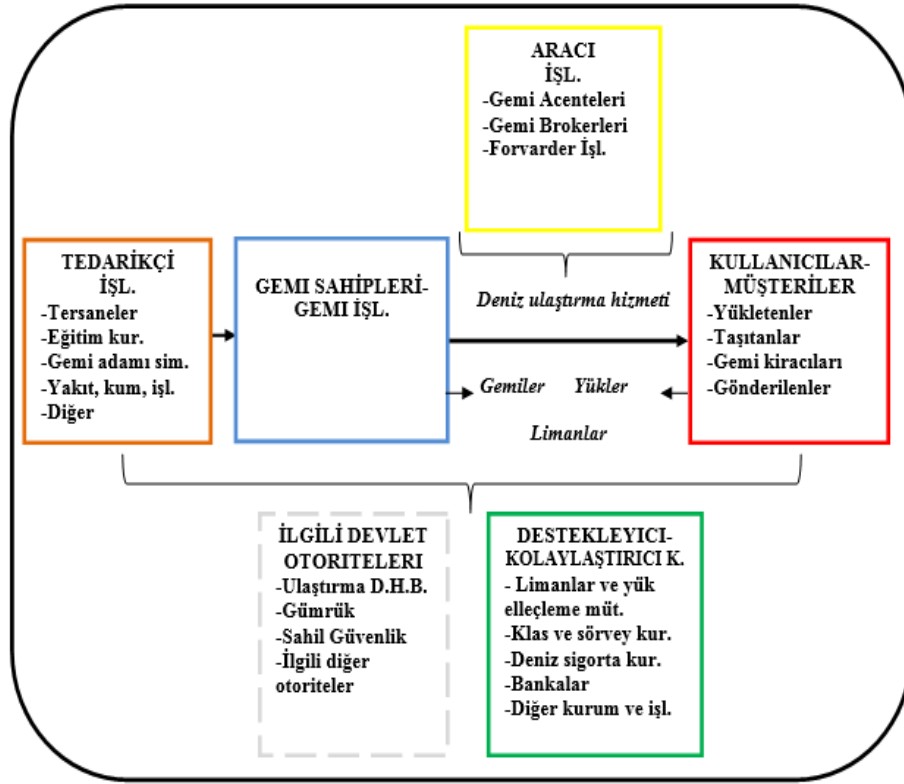 ARACI
İŞL.
-Gemi Acenteleri
-Gemi Brokerleri
-Forvarder İşl.
TEDARİKÇİ
İŞL.
-Tersaneler
-Eğitim kur.
-Gemi adamı sim.
-Yakıt, kum, işl.
-Diğer
GEMI SAHİPLERİ-
GEMI İŞL.
Deniz ulaştırma hizmeti
Gemiler Yükler
Limanlar
KULLANICILAR-
MÜŞTERİLER
-Yükletenler
-Taşıtanlar
-Gemi kiracıları
-Gönderilenler
İLGİLİ DEVLET
OTORITELERI
-Ulaştırma D.H.B.
-Gümrük
-Sahil Güvenlik
-İlgili diğer
otoriteler
DESTEKLEYICI-
KOLAYLAŞTIRICI K.
- Limanlar ve yük
elleçleme müt.
-Klas ve sörvey kur.
-Deniz sigorta kur.
-Bankalar
-Diğer kurum ve işl.